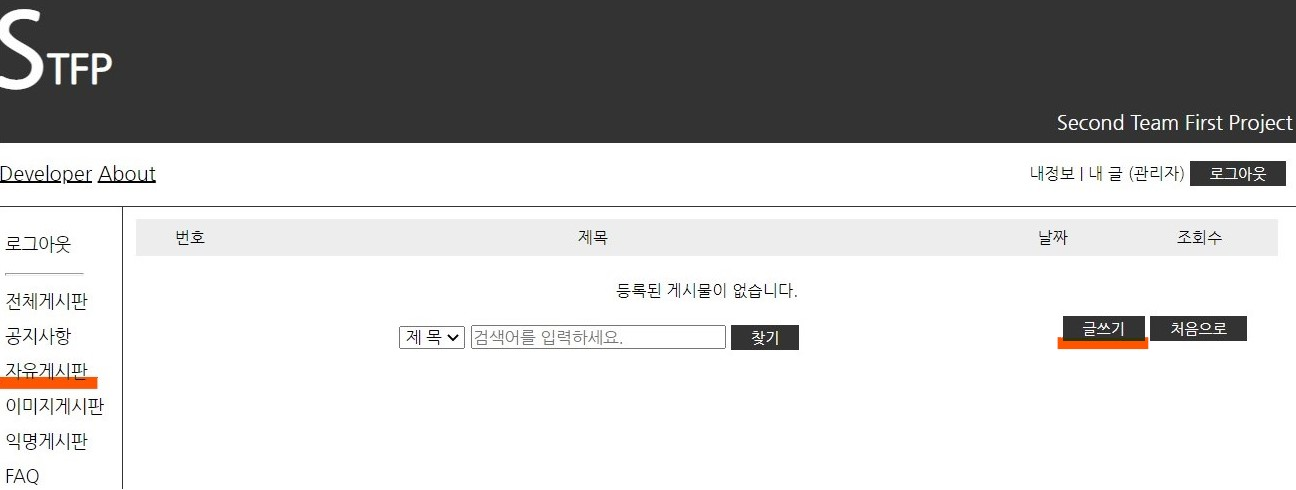 STFP
Second Team First Project
Developer About
내정보 | 내 글 (관리자) 로그아웃
로그아웃
전체게시판
공지사항
자유게시판
이미지게시판
익명게시판
FAQ
번호 제목 날짜 조회수
등록된 게시물이 없습니다.
제 목 검색어를 입력하세요. 찾기
글쓰기 처음으로